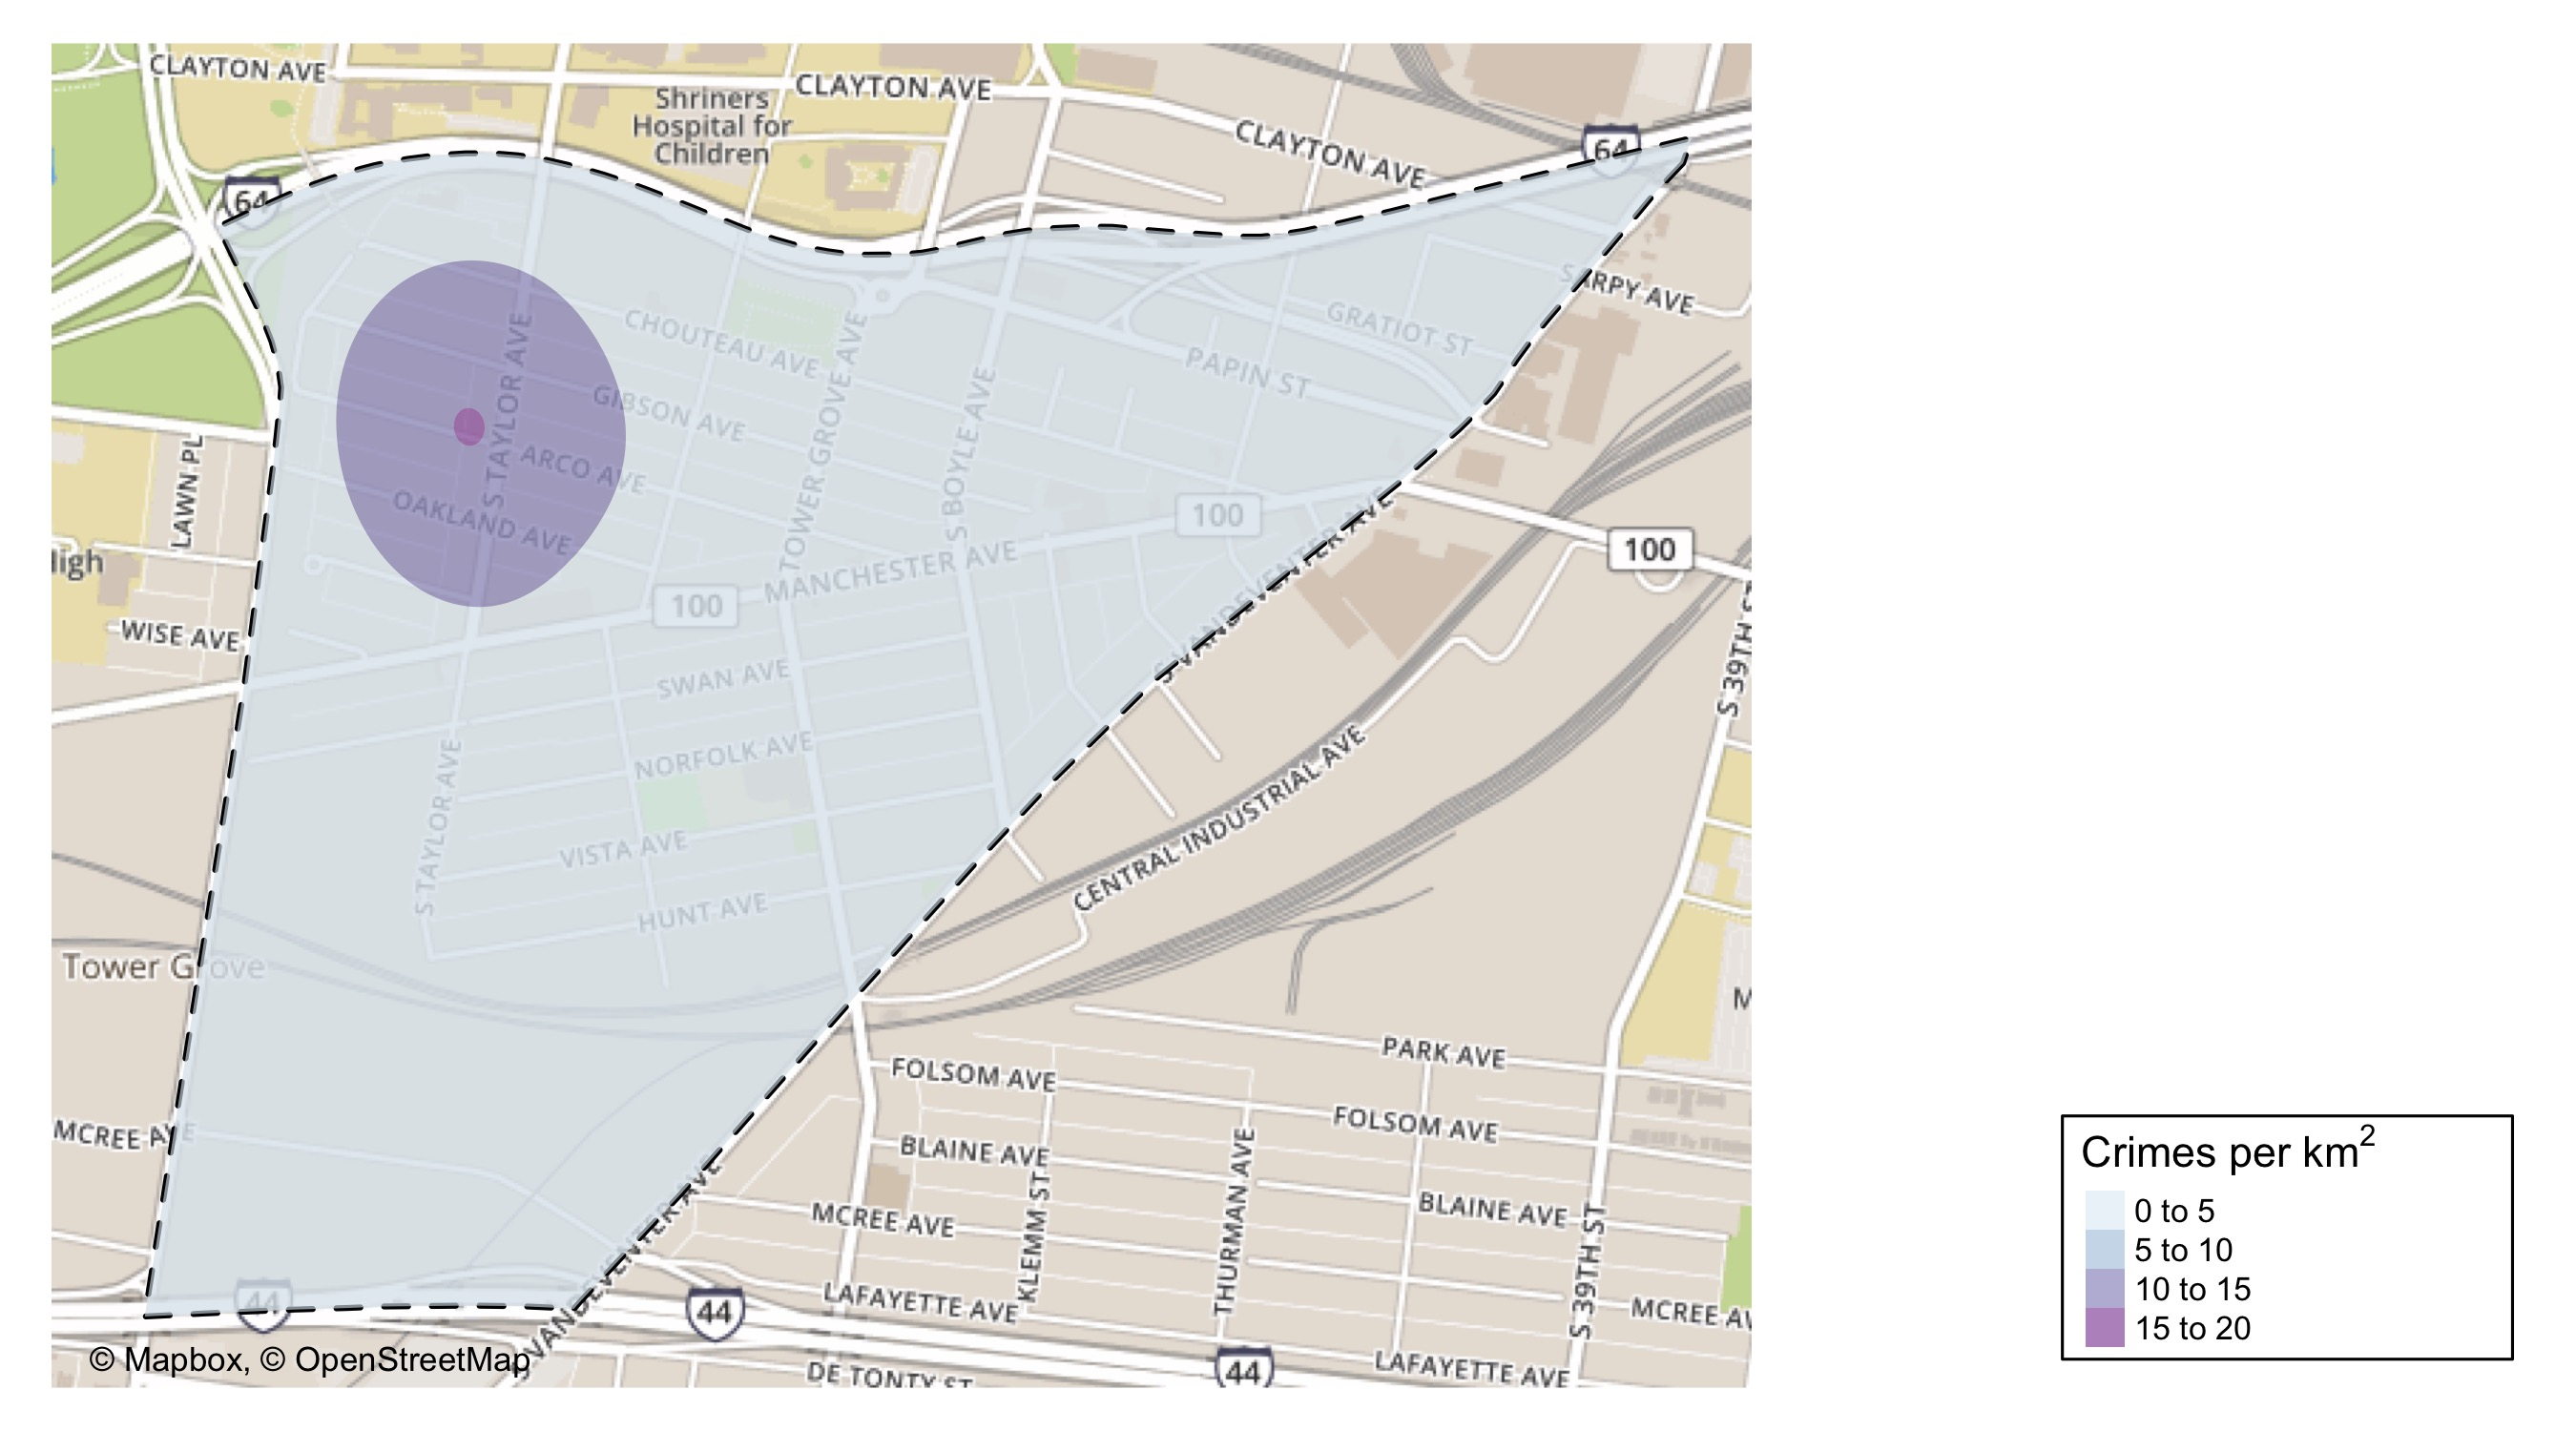 CLAYTON AVE
CLAYTON AVE
Shriners
Hospital for
Children
CLAYTON AVE
64
64
SARPY AVE
CHOUTEAU AVE
GRATIOT ST
PAPIN ST
S TAYLOR AVE
TOWER GROVE AVE
S BOYLE AVE
GIBSON AVE
ARCO AVE
OAKLAND AVE
LAWN PL
100
100
100
MANCHESTER AVE
S VANDEVENTER AVE
WISE AVE
SWAN AVE
S 39TH ST
NORFOLK AVE
S TAYLOR AVE
CENTRAL INDUSTRIAL AVE
VISTA AVE
HUNT AVE
Tower Grove
M
PARK AVE
FOLSOM AVE
FOLSOM AVE
MCREE AVE
BLAINE AVE
BLAINE AVE
KLEMM ST
THURMAN AVE
S 39TH ST
MCREE AVE
S VANDEVENTER AVE
LAFAYETTE AVE
44
44
MCREE AV
44
LAFAYETTE AVE
DE TONTY ST
© Mapbox, © OpenStreetMap
Crimes per km2
0 to 5
5 to 10
10 to 15
15 to 20